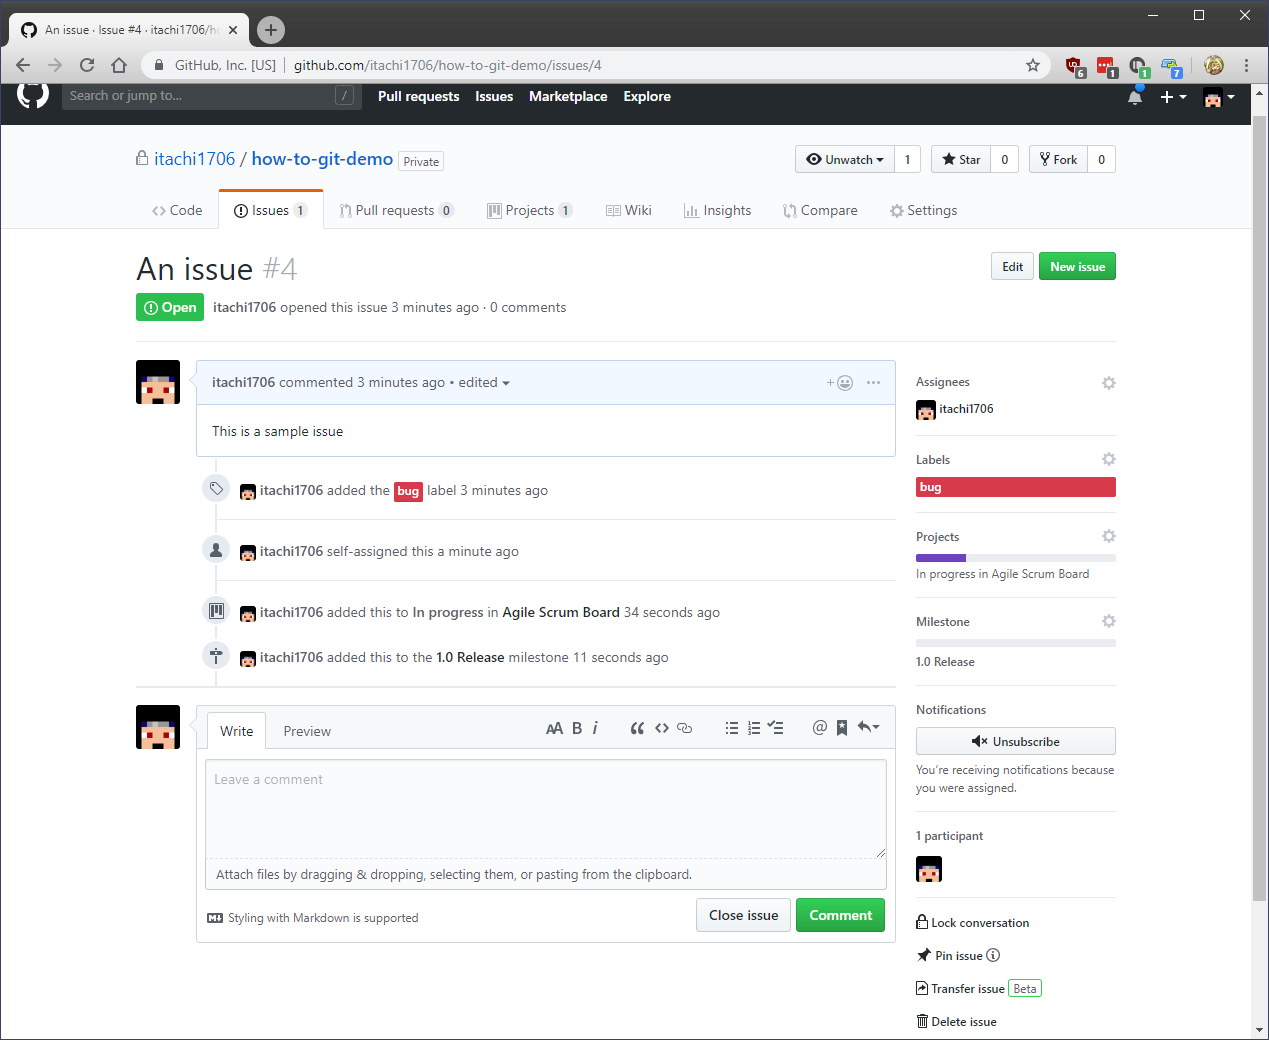 An issue · Issue #4 · itachi1706/h
GitHub, Inc. [US] github.com/itachi1706/how-to-git-demo/issues/4
6 1 1 7
Search or jump to... / Pull requests Issues Marketplace Explore
itachi1706 / how-to-git-demo Private Unwatch 1 Star 0 Fork 0
Code Issues 1 Pull requests 0 Projects 1 Wiki Insights Compare Settings
An issue #4 Edit New issue
Open itachi1706 opened this issue 3 minutes ago · 0 comments
itachi1706 commented 3 minutes ago • edited
This is a sample issue
itachi1706 added the bug label 3 minutes ago
itachi1706 self-assigned this a minute ago
itachi1706 added this to In progress in Agile Scrum Board 34 seconds ago
itachi1706 added this to the 1.0 Release milestone 11 seconds ago
Write Preview AA B i “ <> @
Leave a comment
Attach files by dragging & dropping, selecting them, or pasting from the clipboard.
Styling with Markdown is supported Close issue Comment
Assignees
itachi1706
Labels
bug
Projects
In progress in Agile Scrum Board
Milestone
1.0 Release
Notifications
Unsubscribe
You're receiving notifications because
you were assigned.
1 participant
Lock conversation
Pin issue
Transfer issue Beta
Delete issue